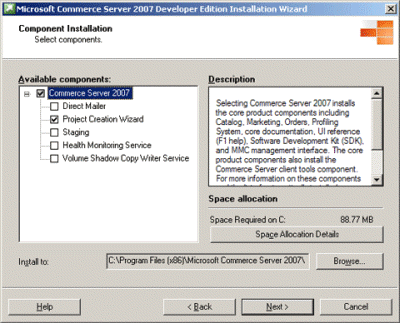 Microsoft Commerce Server 2007 Developer Edition Installation Wizard
Component Installation
Select components.
Available components:
Commerce Server 2007
Direct Mailer
Project Creation Wizard
Staging
Health Monitoring Service
Volume Shadow Copy Writer Service
Description
Selecting Commerce Server 2007 installs
the core product components including
Catalog, Marketing, Orders, Profiling
System, core documentation, UI reference
(F1 help), Software Development Kit (SDK),
and MMC management interface. The core
product components also install the
Commerce Server client tools component.
For more information on these components
Space allocation
Space Required on C: 88.77 MB
Space Allocation Details
Install to:
C:\Program Files (x86)\Microsoft Commerce Server 2007\
Browse...
Help
< Back
Next >
Cancel